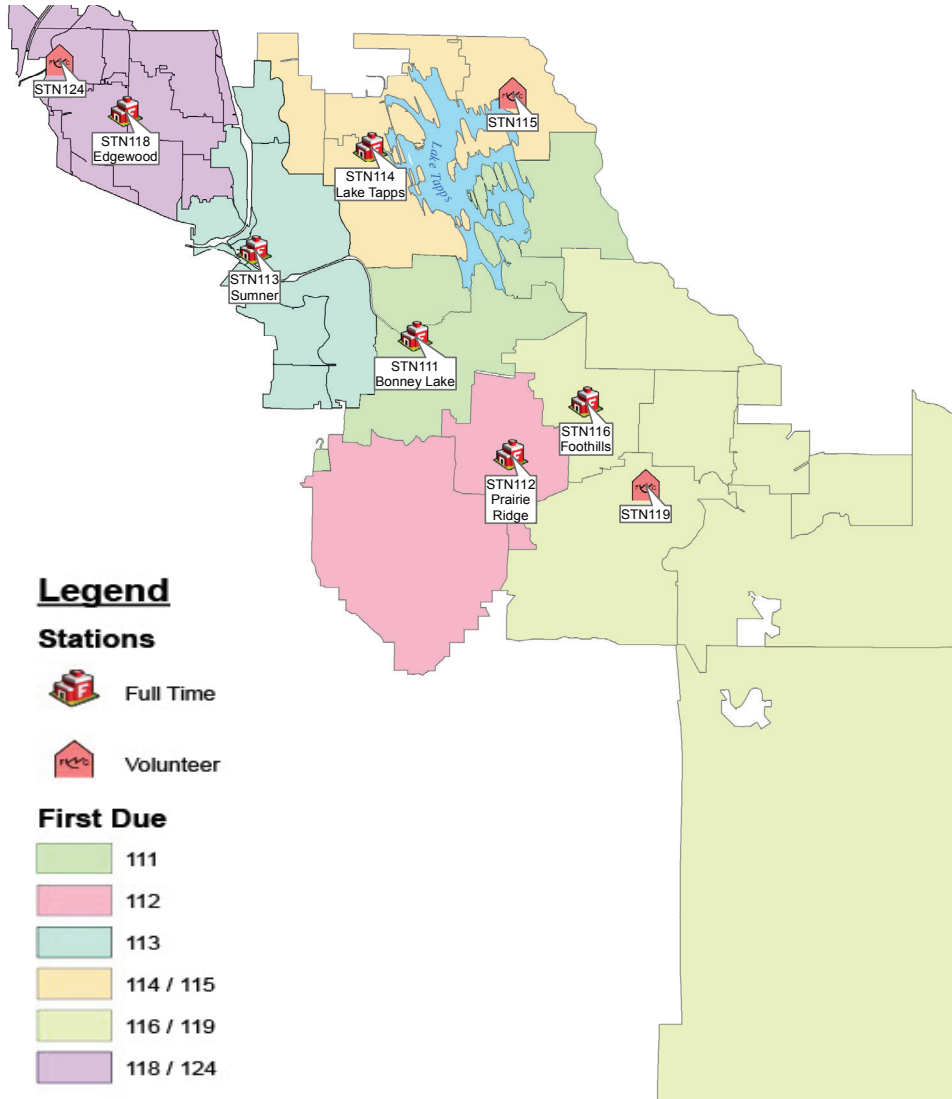 STN124
STN118
Edgewood
STN115
STN114
Lake Tapps
Lake Tapps
STN113
Sumner
STN111
Bonney Lake
STN116
Foothills
STN112
Prairie
Ridge
STN119
Legend
Stations
Full Time
Volunteer
First Due
111
112
113
114 / 115
116 / 119
118 / 124